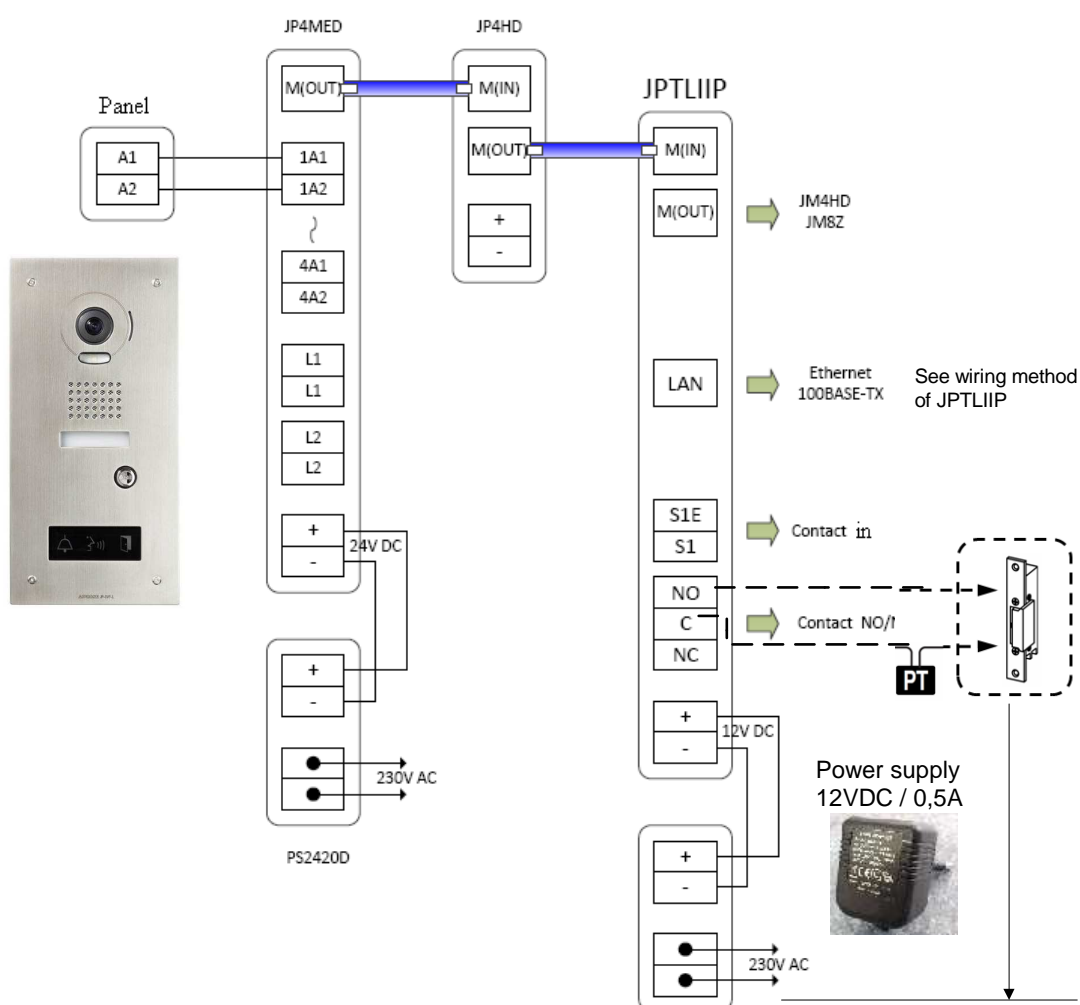 JP4MED
JP4HD
JPTLIIP
Panel
A1
A2
M(OUT)
1A1
1A2
4A1
4A2
L1
L1
L2
L2
+
-
24V DC
+
-
230V AC
PS2420D
M(IN)
M(OUT)
+
-
M(IN)
M(OUT)
JM4HD
JM8Z
LAN
Ethernet
100BASE-TX
See wiring method
of JPTLIIP
S1E
S1
Contact in
NO
C
NC
Contact NO/
PT
+
-
12V DC
Power supply
12VDC / 0,5A
+
-
230V AC